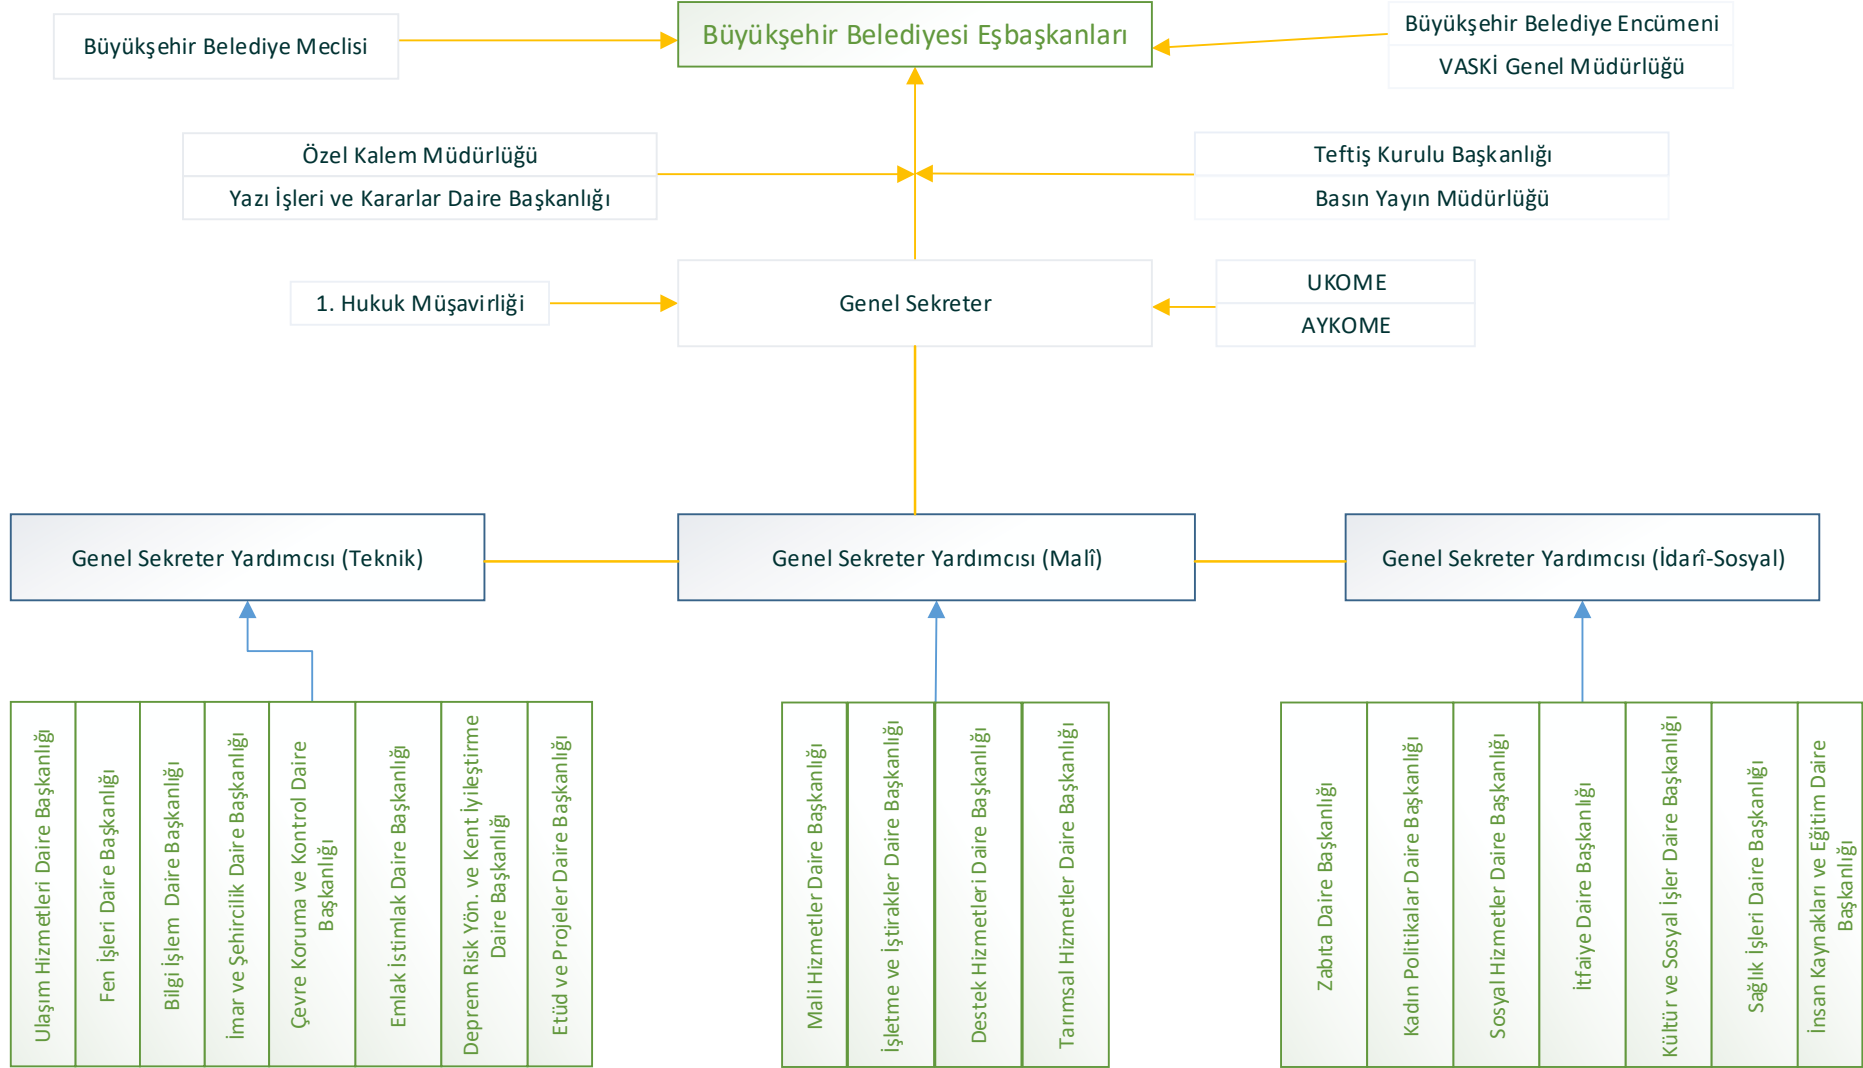 Büyükşehir Belediye Meclisi
Büyükşehir Belediyesi Eşbaşkanları
Büyükşehir Belediye Encümeni
VASKİ Genel Müdürlüğü
Özel Kalem Müdürlüğü
Yazı İşleri ve Kararlar Daire Başkanlığı
Teftiş Kurulu Başkanlığı
Basın Yayın Müdürlüğü
1. Hukuk Müşavirliği
Genel Sekreter
UKOME
AYKOME
Genel Sekreter Yardımcısı (Teknik)
Genel Sekreter Yardımcısı (Malî)
Genel Sekreter Yardımcısı (İdarî-Sosyal)
Ulaşım Hizmetleri Daire Başkanlığı
Fen İşleri Daire Başkanlığı
Bilgi İşlem Daire Başkanlığı
İmar ve Şehircilik Daire Başkanlığı
Çevre Koruma ve Kontrol Daire
Başkanlığı
Emlak İstimlak Daire Başkanlığı
Deprem Risk Yön. ve Kent İyileştirme
Daire Başkanlığı
Etüd ve Projeler Daire Başkanlığı
Mali Hizmetler Daire Başkanlığı
İşletme ve İştirakler Daire Başkanlığı
Destek Hizmetleri Daire Başkanlığı
Tarımsal Hizmetler Daire Başkanlığı
Zabıta Daire Başkanlığı
Kadın Politikalar Daire Başkanlığı
Sosyal Hizmetler Daire Başkanlığı
İtfaiye Daire Başkanlığı
Kültür ve Sosyal İşler Daire Başkanlığı
Sağlık İşleri Daire Başkanlığı
İnsan Kaynakları ve Eğitim Daire
Başkanlığı